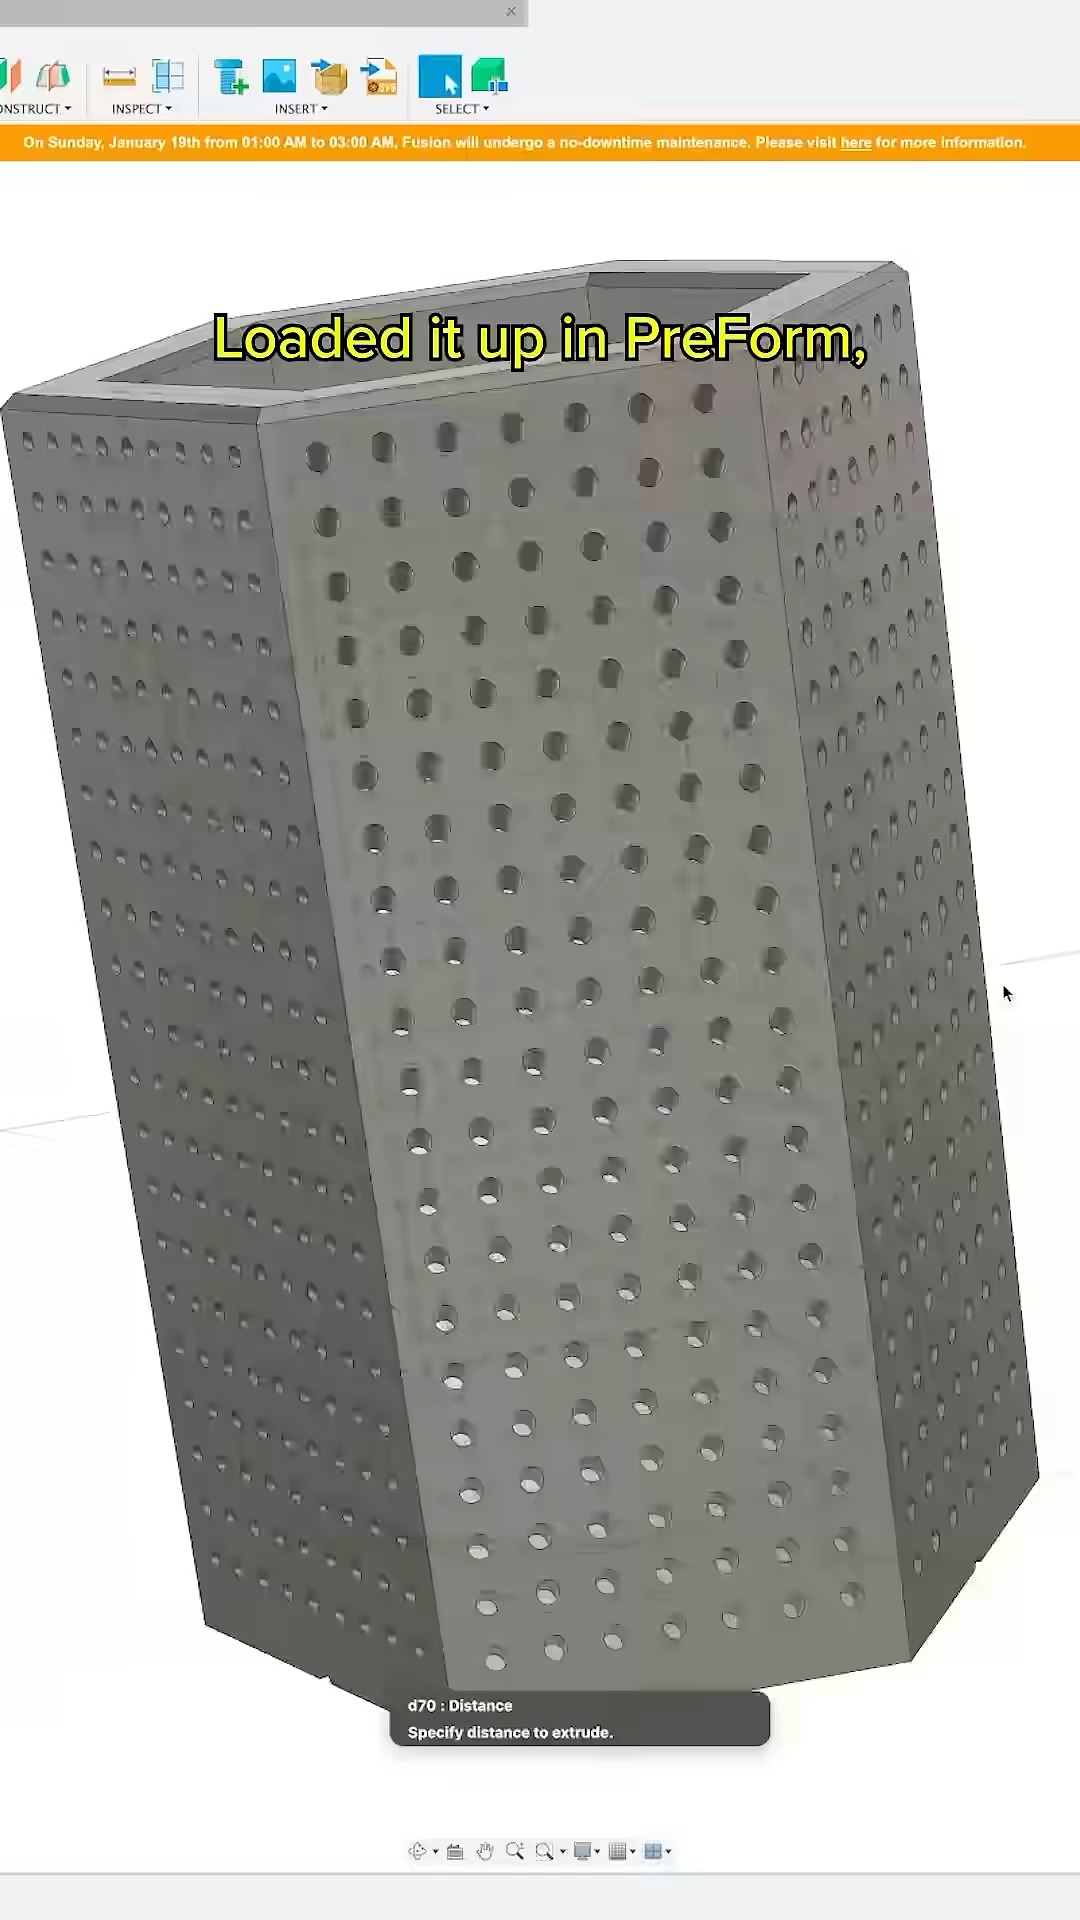 ONSTRUCT
INSPECT
INSERT
SELECT
On Sunday, January 19th from 01:00 AM to 03:00 AM, Fusion will undergo a no-downtime maintenance. Please visit here for more information.
Loaded it up in PreForm,
d70 : Distance
Specify distance to extrude.